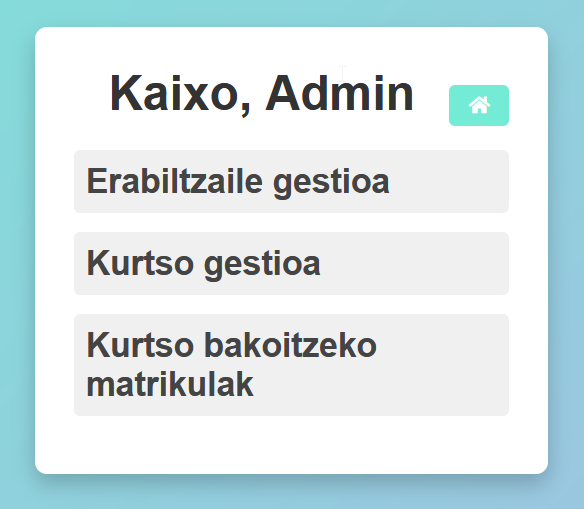 Kaixo, Admin
Erabiltzaile gestioa
Kurtso gestioa
Kurtso bakoitzeko
matrikulak